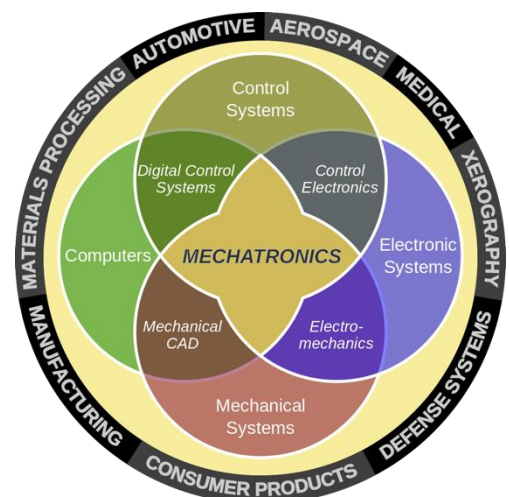 AUTOMOTIVE
AEROSPACE
MEDICAL
XEROGRAPHY
DEFENSE SYSTEMS
CONSUMER PRODUCTS
MANUFACTURING
MATERIALS PROCESSING
Control
Systems
Digital Control
Systems
Control
Electronics
Computers
MECHATRONICS
Electronic
Systems
Mechanical
CAD
Electro-
mechanics
Mechanical
Systems